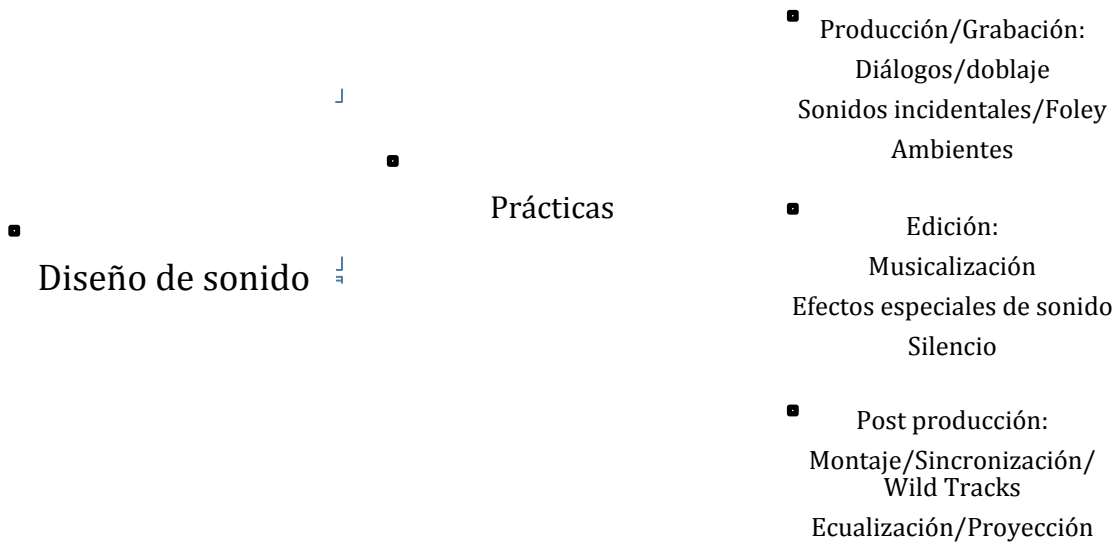 Diseño de sonido
Prácticas
Producción/Grabación:
Diálogos/doblaje
Sonidos incidentales/Foley
Ambientes
Edición:
Musicalización
Efectos especiales de sonido
Silencio
Post producción:
Montaje/Sincronización/
Wild Tracks
Ecualización/Proyección